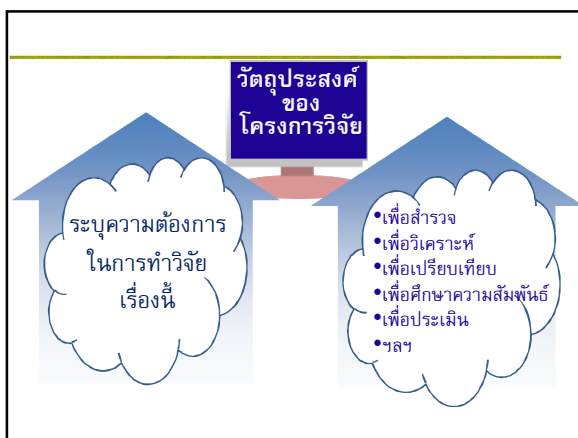 วัตถุประสงค์
ของ
โครงการวิจัย
ระบุความต้องการ
ในการทำวิจัย
เรื่องนี้
•เพื่อสำรวจ
•เพื่อวิเคราะห์
•เพื่อเปรียบเทียบ
•เพื่อศึกษาความสัมพันธ์
•เพื่อประเมิน
•ฯลฯ